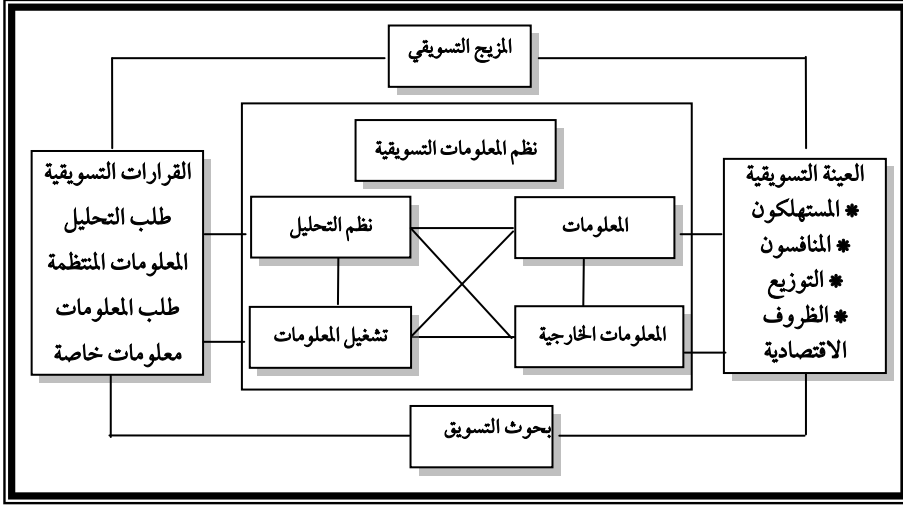 المزيج التسويقي
نظم المعلومات التسويقية
العينة التسويقية
* المستهلكون
* المنافسون
* التوزيع
* الظروف
الاقتصادية
المعلومات
المعلومات الخارجية
نظم التحليل
تشغيل المعلومات
القرارات التسويقية
طلب التحليل
المعلومات المنتظمة
طلب المعلومات
معلومات خاصة
بحوث التسويق